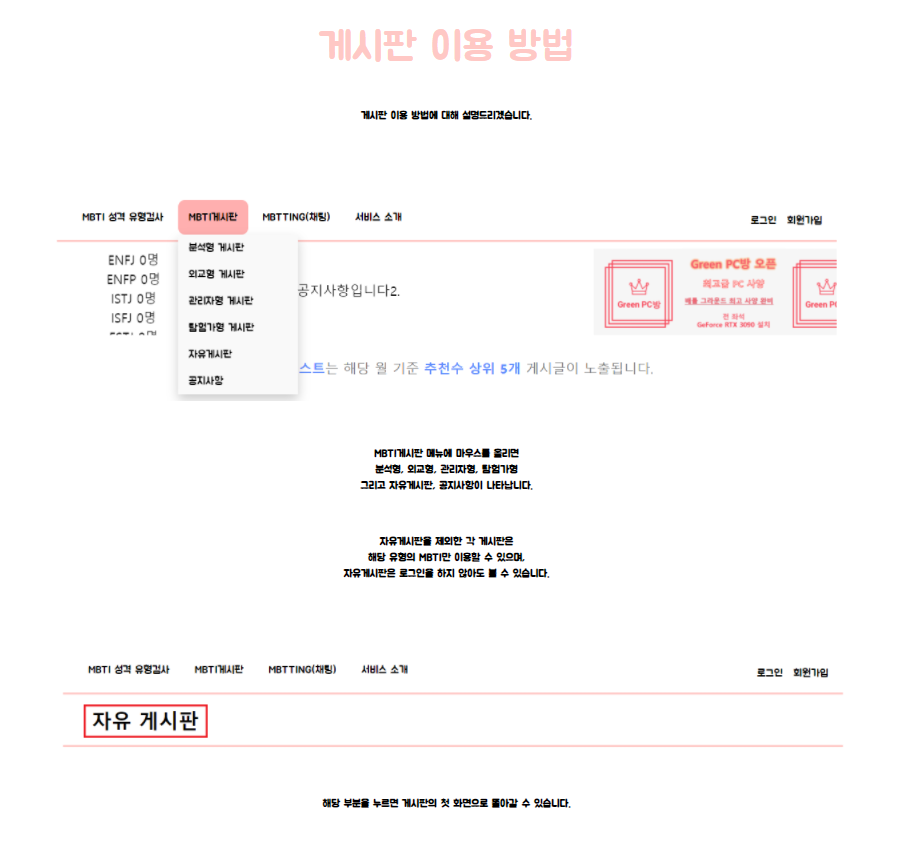 게시판 이용 방법
게시판 이용 방법에 대해 설명드리겠습니다.
MBTI 성격 유형검사 MBTI게시판 MBTTING(채팅) 서비스 소개 로그인 회원가입
분석형 게시판
외교형 게시판
관리자형 게시판
탐험가형 게시판
자유게시판
공지사항
ENFJ 0명
ENFP 0명
ISTJ 0명
ISFJ 0명
공지사항입니다2.
Green PC방
Green PC방 오픈
최고급 PC 사양
배틀 그라운드 최고 사양 완비
전 좌석
GeForce RTX 3090 설치
Green P
스트는 해당 월 기준 추천수 상위 5개 게시글이 노출됩니다.
MBTI게시판 메뉴에 마우스를 올리면
분석형, 외교형, 관리자형, 탐험가형
그리고 자유게시판, 공지사항이 나타납니다.
자유게시판을 제외한 각 게시판은
해당 유형의 MBTI만 이용할 수 있으며,
자유게시판은 로그인을 하지 않아도 볼 수 있습니다.
MBTI 성격 유형검사 MBTI게시판 MBTTING(채팅) 서비스 소개 로그인 회원가입
자유 게시판
해당 부분을 누르면 게시판의 첫 화면으로 돌아갈 수 있습니다.